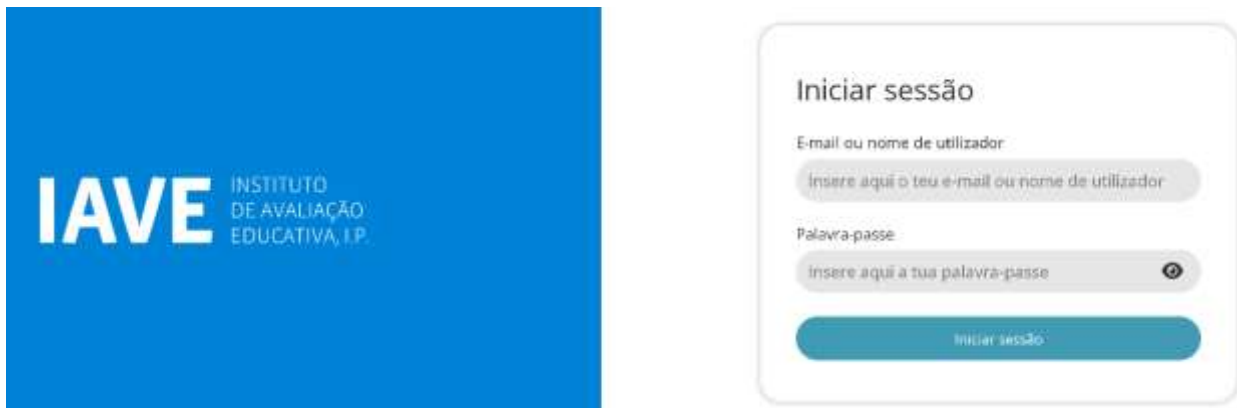 IAVE
INSTITUTO
DE AVALIAÇÃO
EDUCATIVA, I.P.
Iniciar sessão
E-mail ou nome de utilizador
Insere aqui o teu e-mail ou nome de utilizador
Palavra-passe
Insere aqui a tua palavra-passe
Iniciar sessão